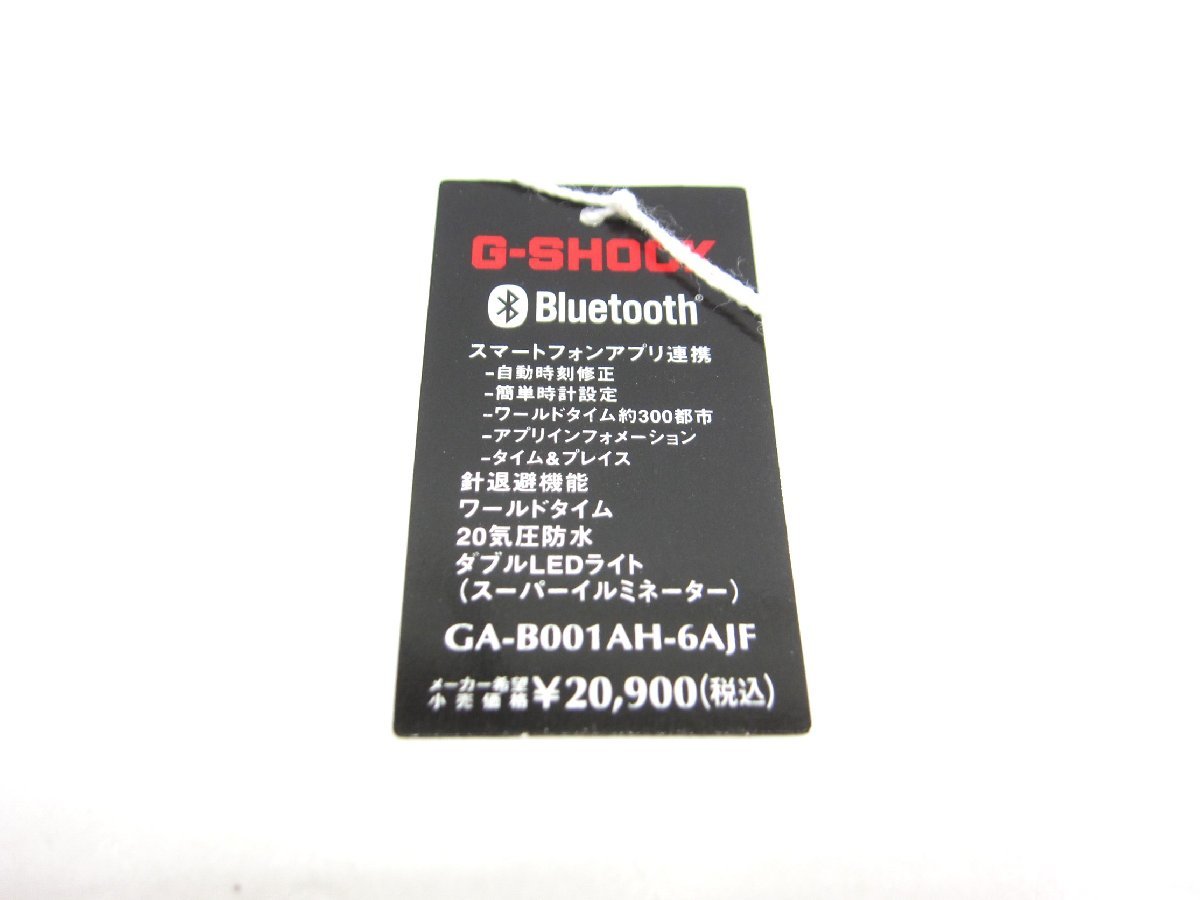 G-SHOCK
Bluetooth®
スマートフォンアプリ連携
-自動時刻修正
-簡単時計設定
-ワールドタイム約300都市
-アプリインフォメーション
-タイム&プレイス
針退避機能
ワールドタイム
20気圧防水
ダブルLEDライト
(スーパーイルミネーター)
GA-B001AH-6AJF
メーカー希望小売価格 ¥20,900(税込)